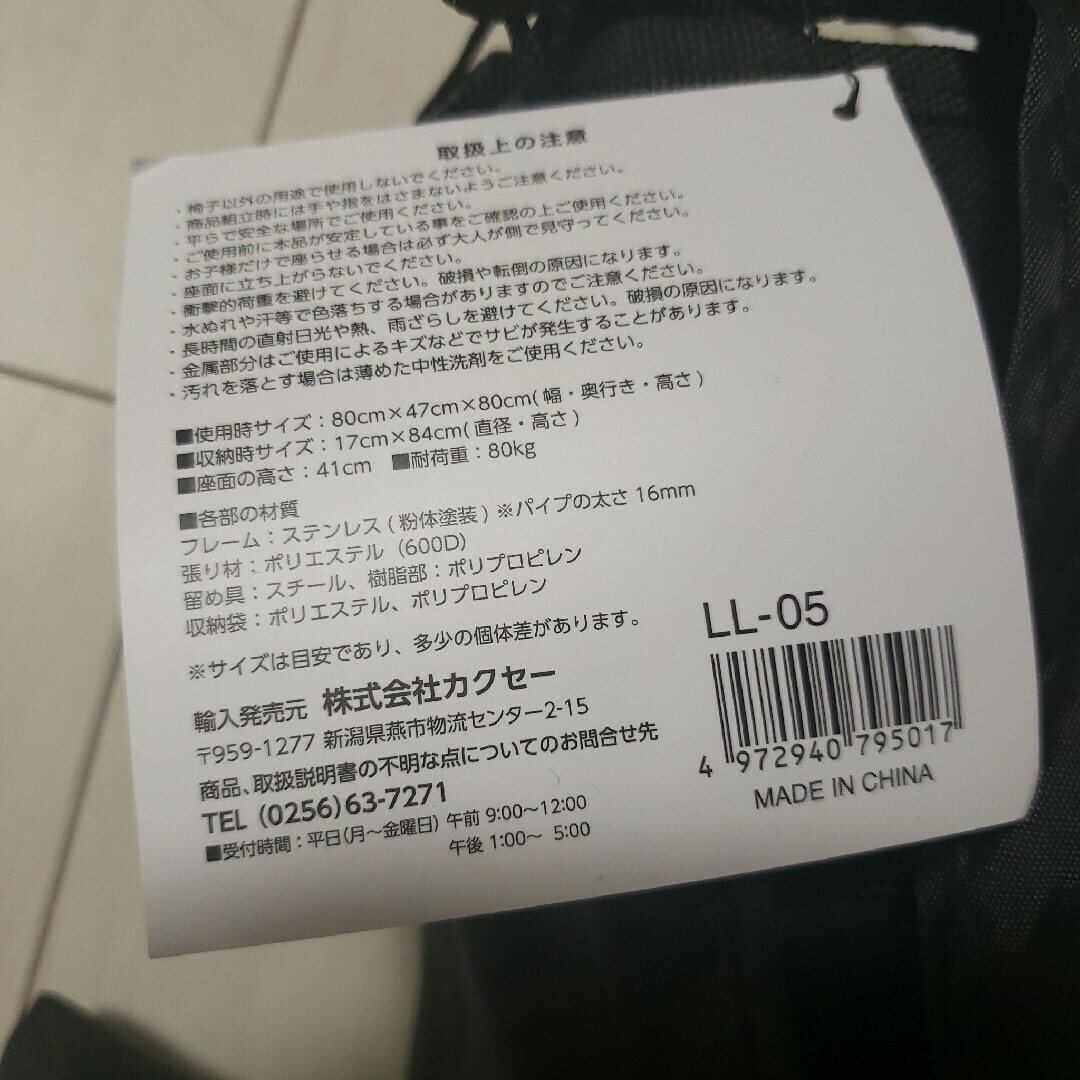 取扱上の注意
・椅子以外の用途で使用しないでください。
・商品組立時には手や指をはさまないようご注意ください。
・平らで安全な場所でご使用ください。
・ご使用前に本品が安定している事をご確認の上ご使用ください。
・お子様だけで座らせる場合は必ず大人が側で見守ってください。
・座面に立ち上がらないでください。
・衝撃的荷重を避けてください。破損や転倒の原因になります。
・水ぬれや汗等で色落ちする場合がありますのでご注意ください。
・長時間の直射日光や熱、雨ざらしを避けてください。破損の原因になります。
・金属部分はご使用によるキズなどでサビが発生することがあります。
・汚れを落とす場合は薄めた中性洗剤をご使用ください。
■使用時サイズ：80cm×47cm×80cm(幅・奥行き・高さ)
■収納時サイズ：17cm×84cm(直径・高さ)
■座面の高さ：41cm ■耐荷重：80kg
■各部の材質
フレーム：ステンレス(粉体塗装)※パイプの太さ 16mm
張り材：ポリエステル（600D）
留め具：スチール、樹脂部：ポリプロピレン
収納袋：ポリエステル、ポリプロピレン
※サイズは目安であり、多少の個体差があります。
輸入発売元 株式会社カクセー
〒959-1277 新潟県燕市物流センター2-15
商品、取扱説明書の不明な点についてのお問合せ先
TEL (0256)63-7271
■受付時間：平日(月～金曜日) 午前 9:00～12:00
午後 1:00～ 5:00
LL-05
4 972940 795017
MADE IN CHINA